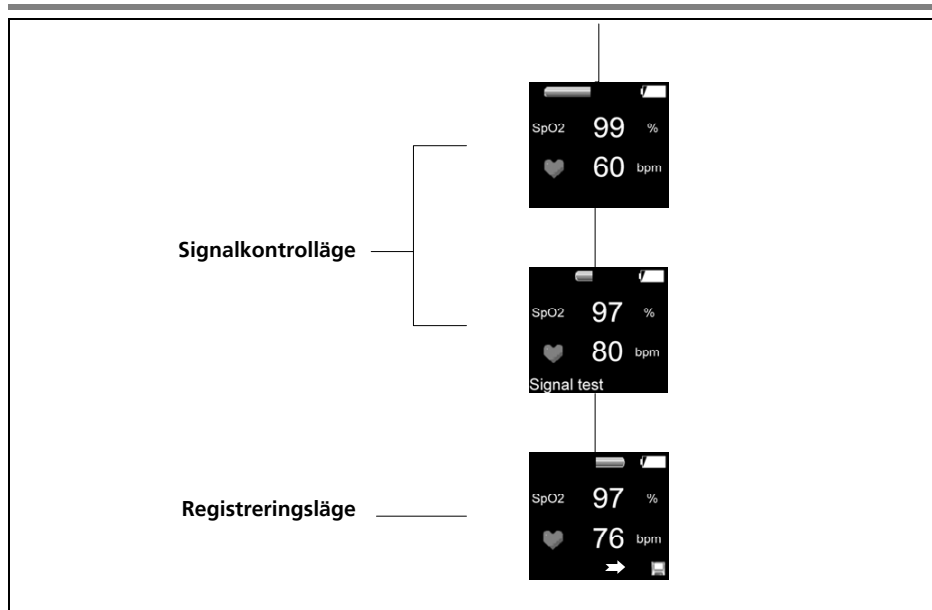 SpO2 99 %
60 bpm
Signalkontrolläge
SpO2 97 %
80 bpm
Signal test
SpO2 97 %
Registreringsläge
76 bpm